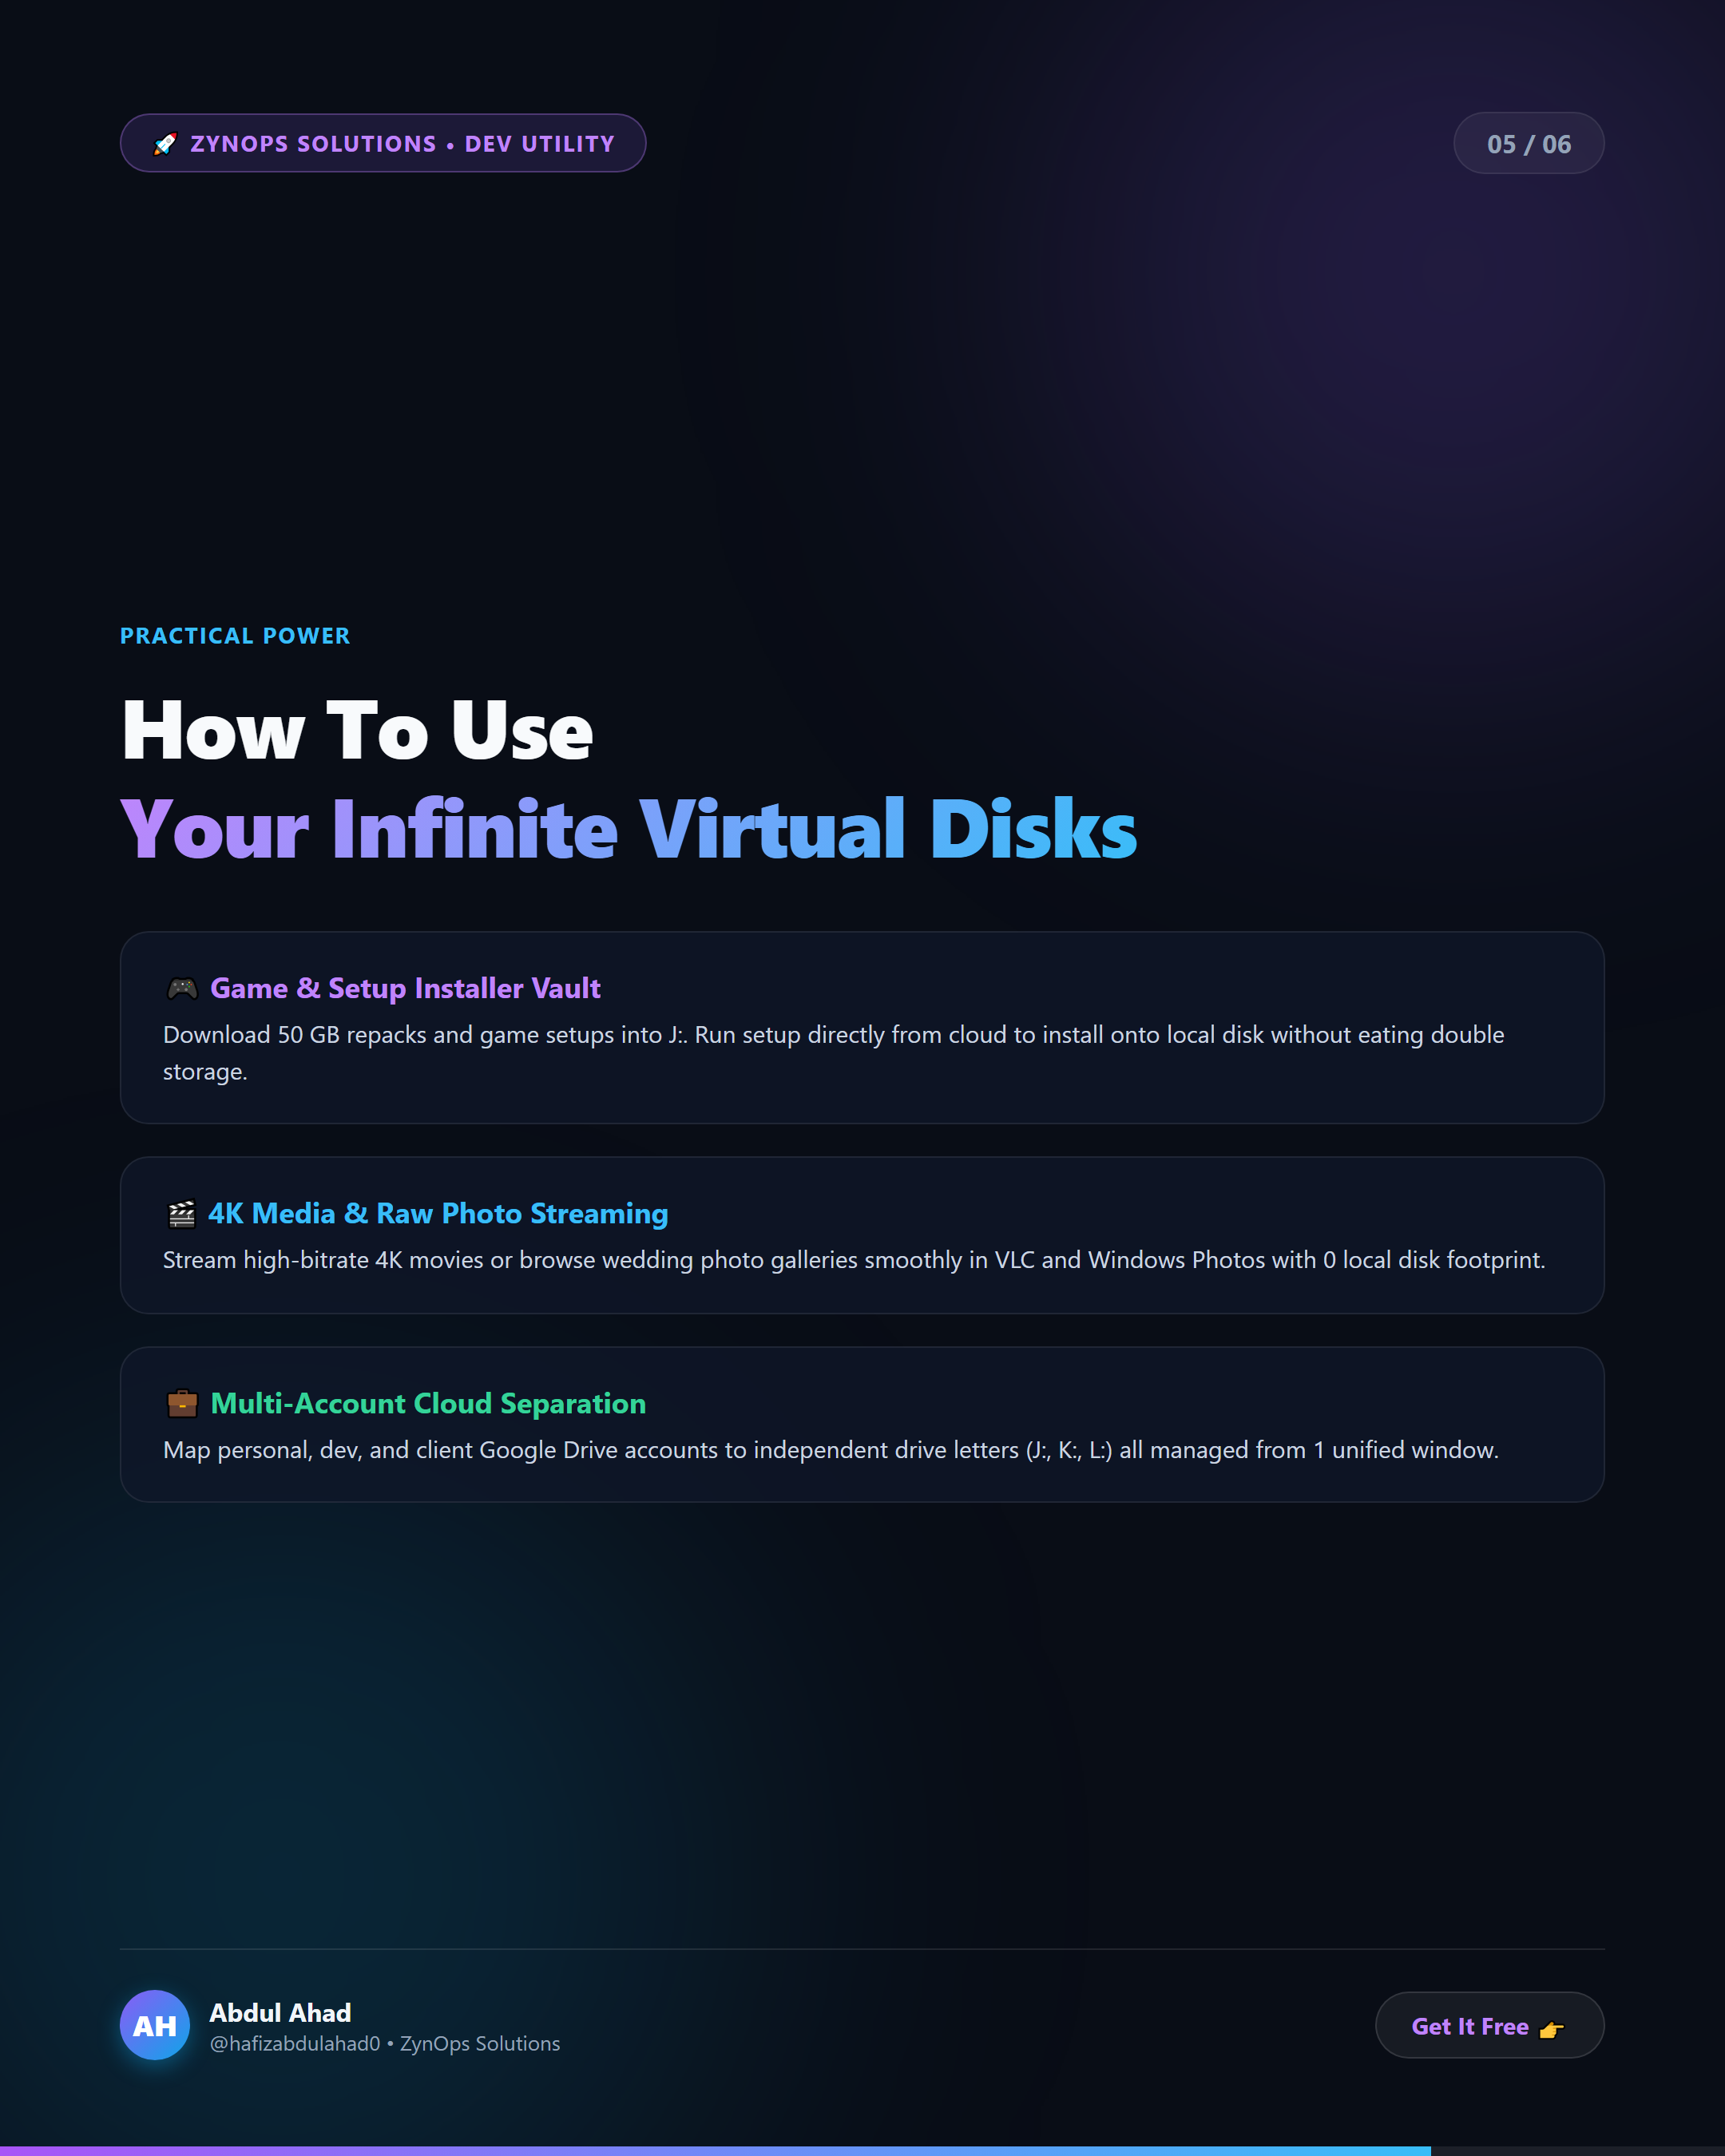 🚀 ZYNOPS SOLUTIONS • DEV UTILITY
05 / 06
PRACTICAL POWER
How To Use
Your Infinite Virtual Disks
🎮 Game & Setup Installer Vault
Download 50 GB repacks and game setups into J:. Run setup directly from cloud to install onto local disk without eating double
storage.
🎬 4K Media & Raw Photo Streaming
Stream high-bitrate 4K movies or browse wedding photo galleries smoothly in VLC and Windows Photos with 0 local disk footprint.
💼 Multi-Account Cloud Separation
Map personal, dev, and client Google Drive accounts to independent drive letters (J:, K:, L:) all managed from 1 unified window.
AH
Abdul Ahad
@hafizabdulahad0 • ZynOps Solutions
Get It Free 👉